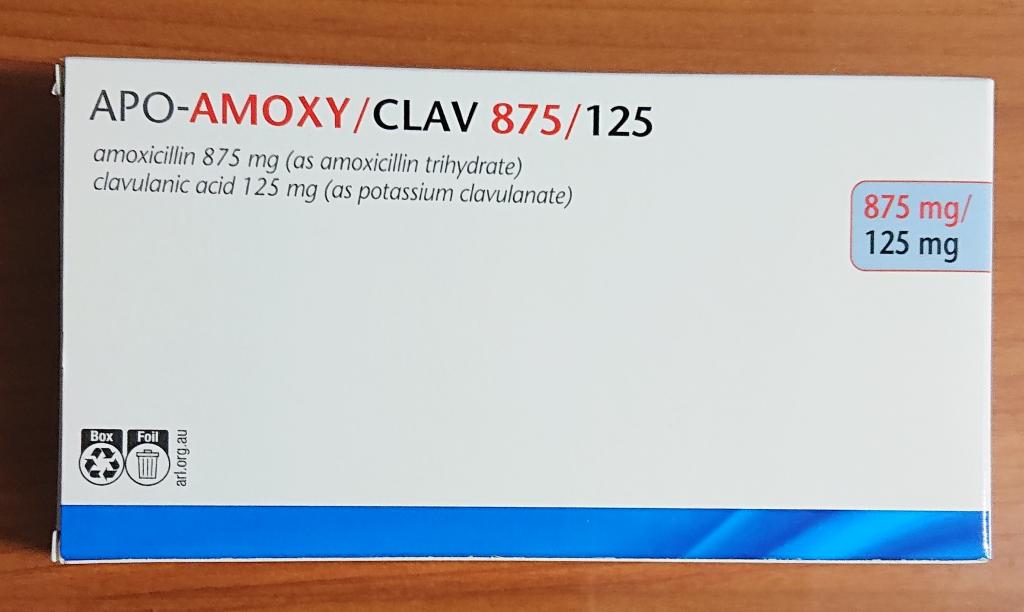 APO-AMOXY/CLAV 875/125
amoxicillin 875 mg (as amoxicillin trihydrate)
clavulanic acid 125 mg (as potassium clavulanate)
875 mg/
125 mg
Box Foil
arl.org.au